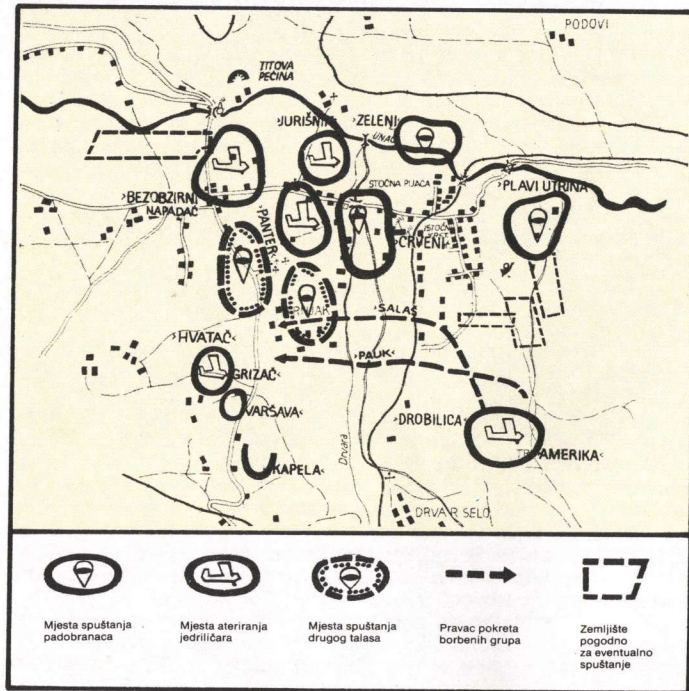 PODOVI
TITOVA
PEĆINA
›JURIŠNIK‹
›ZELENI‹
UNAC
STOČNA PIJACA
›PLAVI UTRINA‹
›BEZOBZIRNI
NAPADAČ‹
›PANTER‹
›CRVENI‹
›SALAŠ‹
›PAUK‹
›HVATAČ‹
›GRIZAČ‹
›VARŠAVA‹
›KAPELA‹
›DROBILICA‹
›AMERIKA‹
Drvara
DRVAR SELO
Mjesta spuštanja
padobranaca
Mjesta ateriranja
jedriličara
Mjesta spuštanja
drugog talasa
Pravac pokreta
borbenih grupa
Zemljište
pogodno
za eventualno
spuštanje